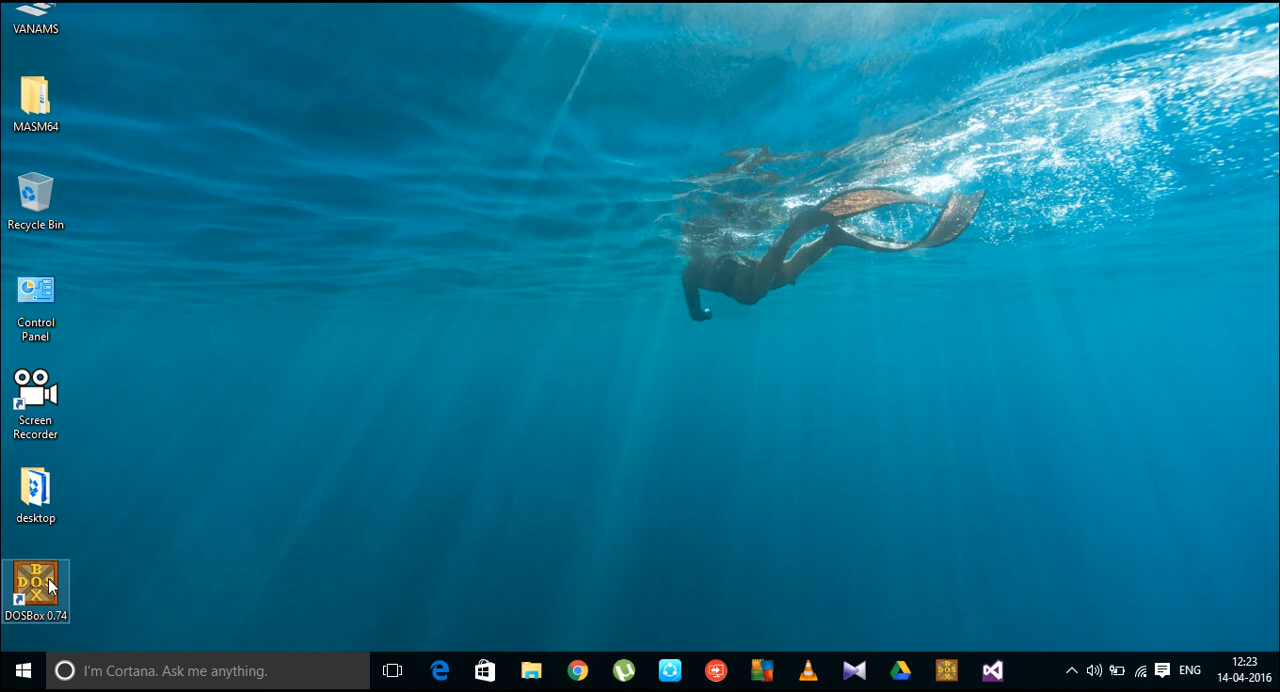 VANAMS
MASM64
Recycle Bin
Control
Panel
Screen
Recorder
desktop
B
DOS
X
DOSBox 0.74
I'm Cortana. Ask me anything.
ENG
12:23
14-04-2016